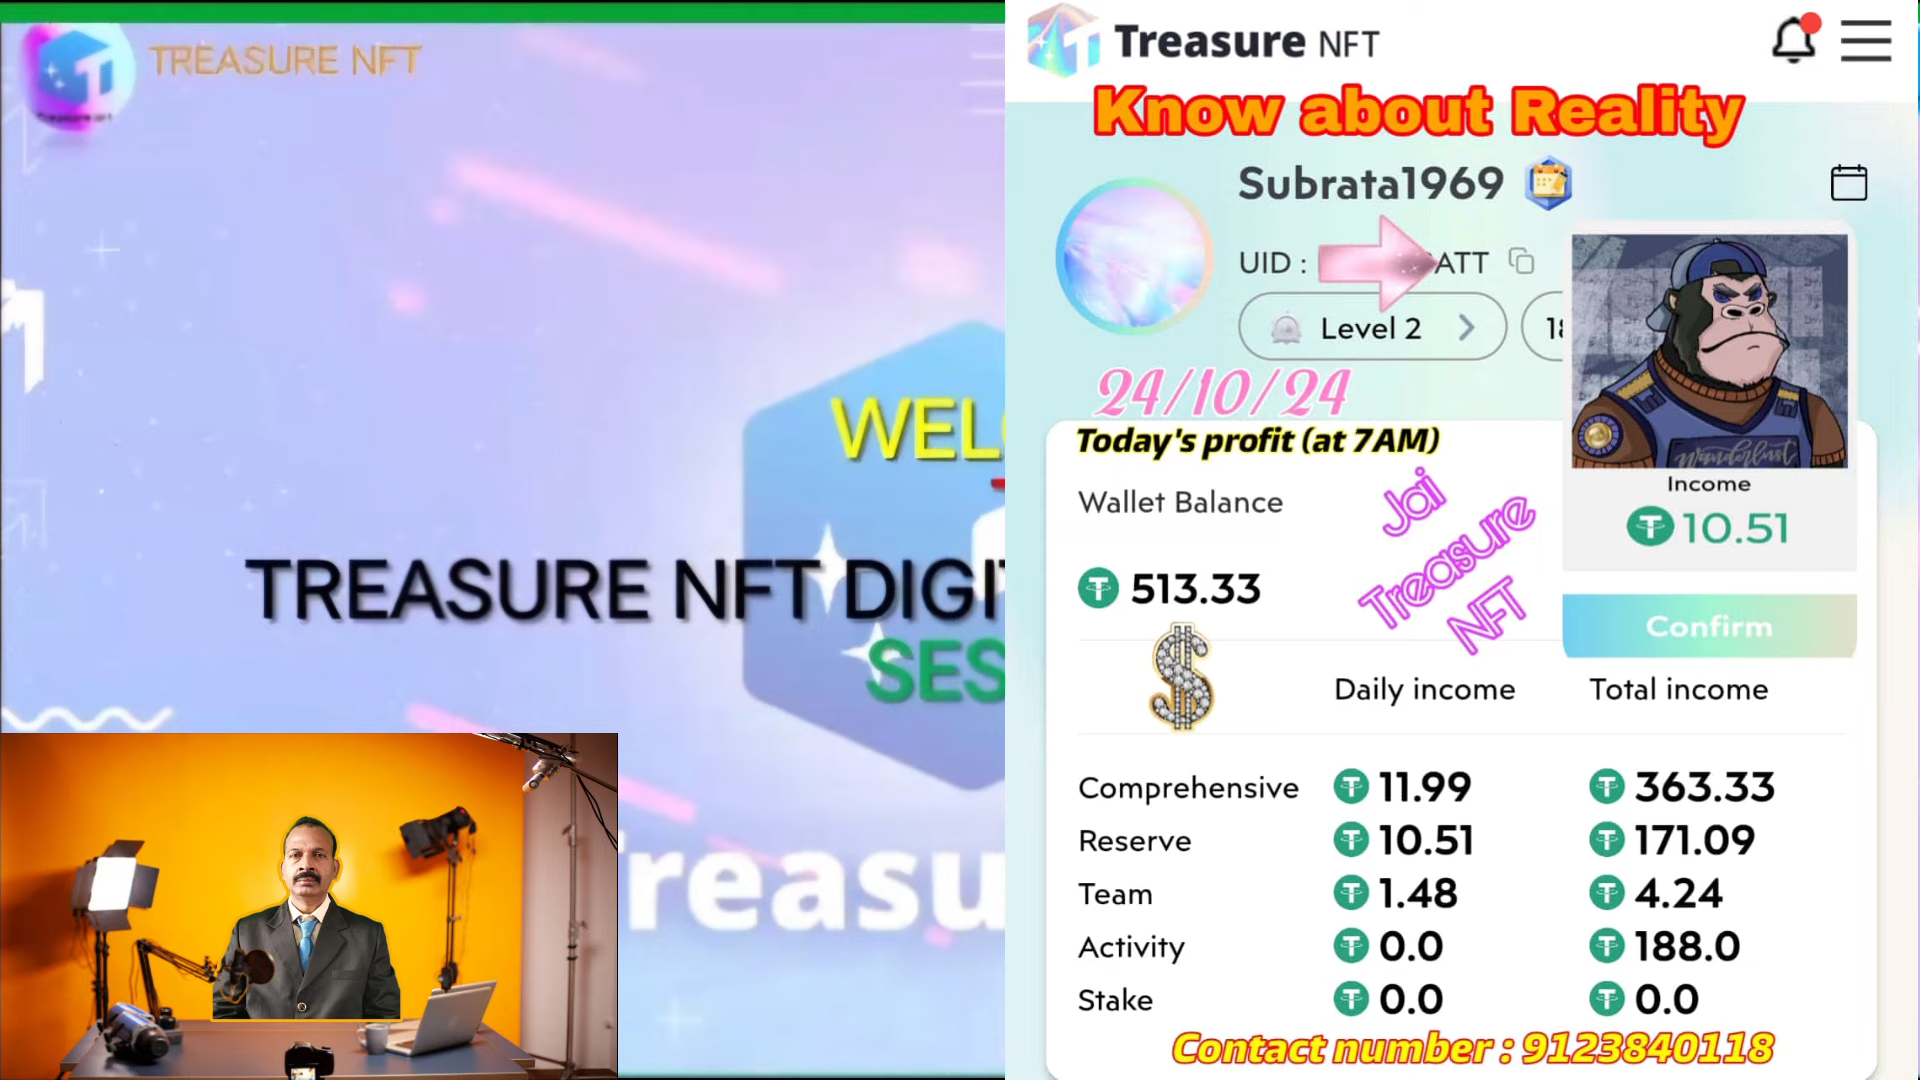 TREASURE NFT
WEL
TREASURE NFT DIGI
SES
reasu
Treasure NFT
Know about Reality
Subrata1969
UID : ATT
Level 2
24/10/24
Today's profit (at 7AM)
Wallet Balance
513.33
Jai
Treasure
NFT
Wanderlust
Income
10.51
Confirm
Daily income Total income
Comprehensive 11.99 363.33
Reserve 10.51 171.09
Team 1.48 4.24
Activity 0.0 188.0
Stake 0.0 0.0
Contact number : 9123840118